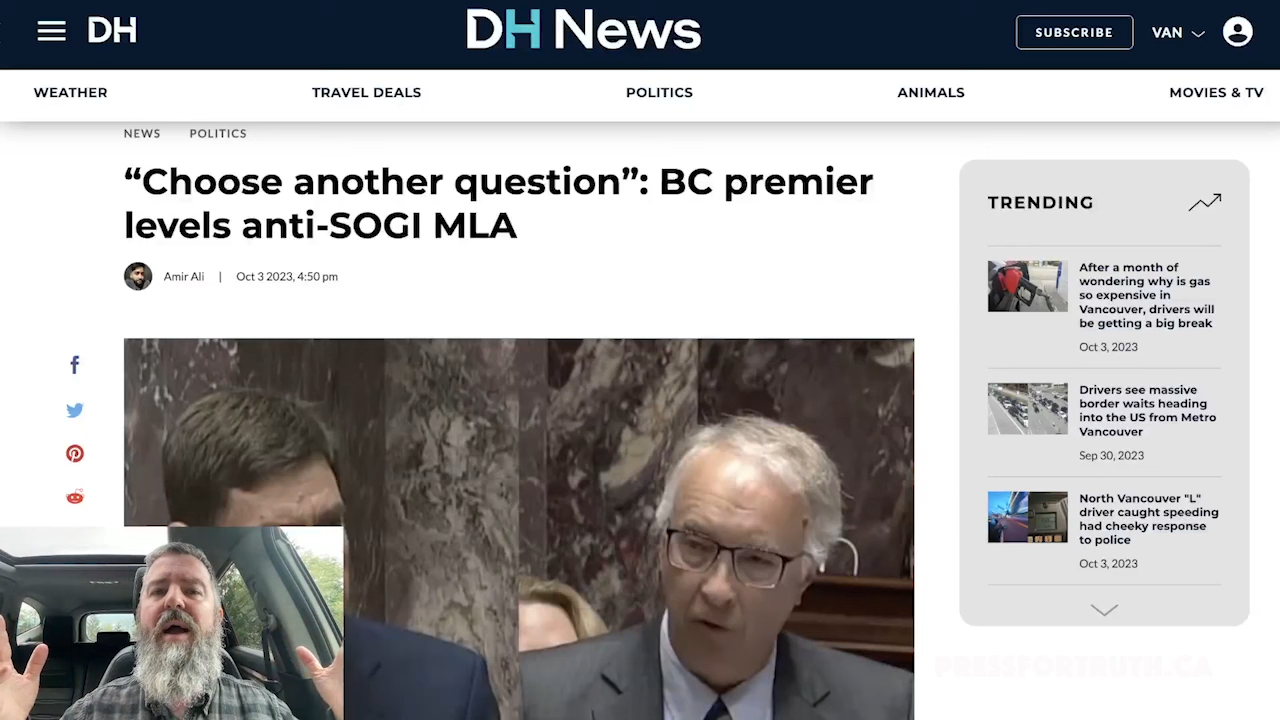 DH
DH News
SUBSCRIBE
VAN
WEATHER
TRAVEL DEALS
POLITICS
ANIMALS
MOVIES & TV
NEWS
POLITICS
“Choose another question”: BC premier
levels anti-SOGI MLA
Amir Ali | Oct 3 2023, 4:50 pm
TRENDING
After a month of
wondering why is gas
so expensive in
Vancouver, drivers will
be getting a big break
Oct 3, 2023
Drivers see massive
border waits heading
into the US from Metro
Vancouver
Sep 30, 2023
North Vancouver "L"
driver caught speeding
had cheeky response
to police
Oct 3, 2023
PRESSFORTRUTH.CA